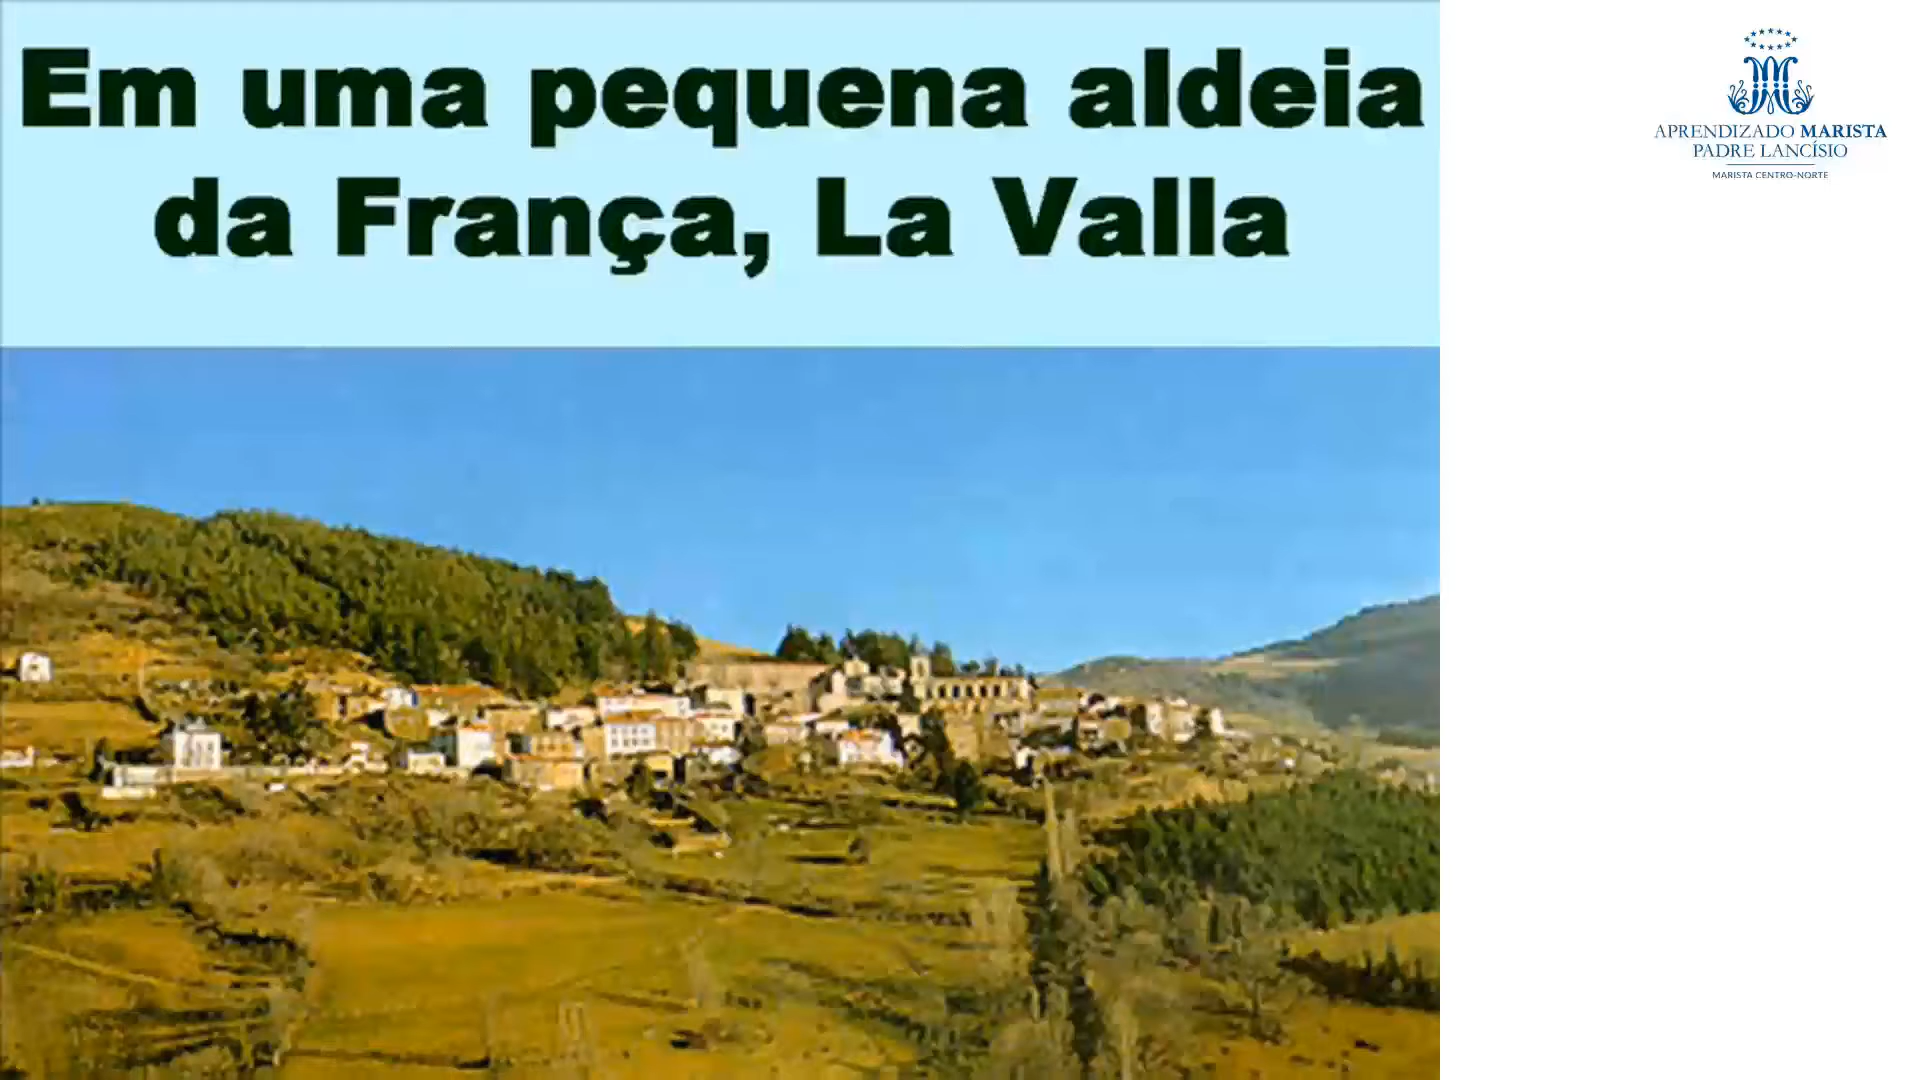 Em uma pequena aldeia
da França, La Valla
APRENDIZADO MARISTA
PADRE LANCÍSIO
MARISTA CENTRO-NORTE